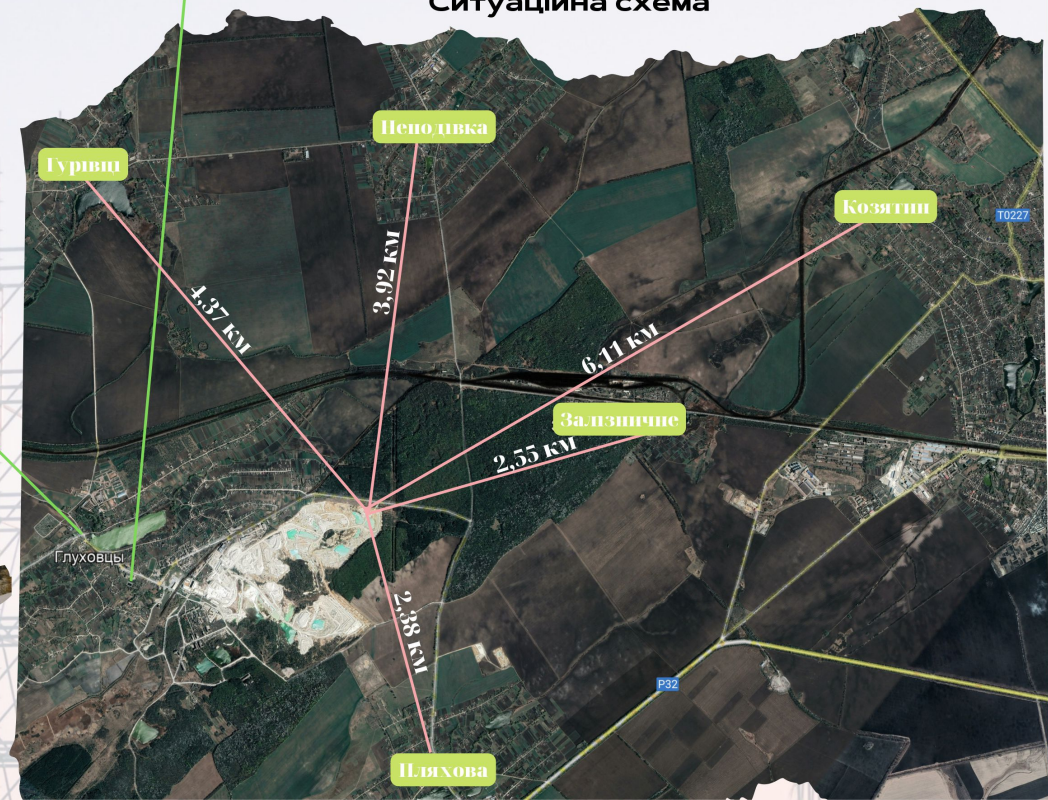 Ситуаційна схема
Непедівка
Гурівці
Козятин
T0227
3,92 км
4,37 км
6,11 км
Залізничне
2,55 км
Глуховцы
2,38 км
P32
Пляхова